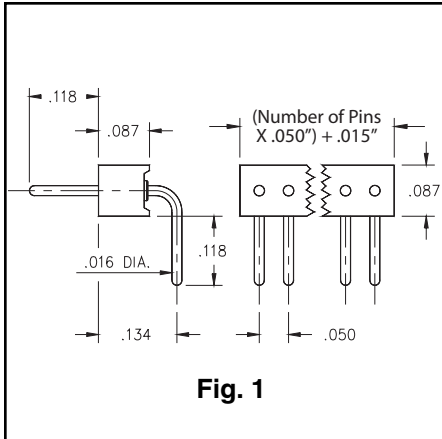 .118
.087
(Number of Pins
X .050") + .015"
.087
.118
.016 DIA.
.134
.050
Fig. 1